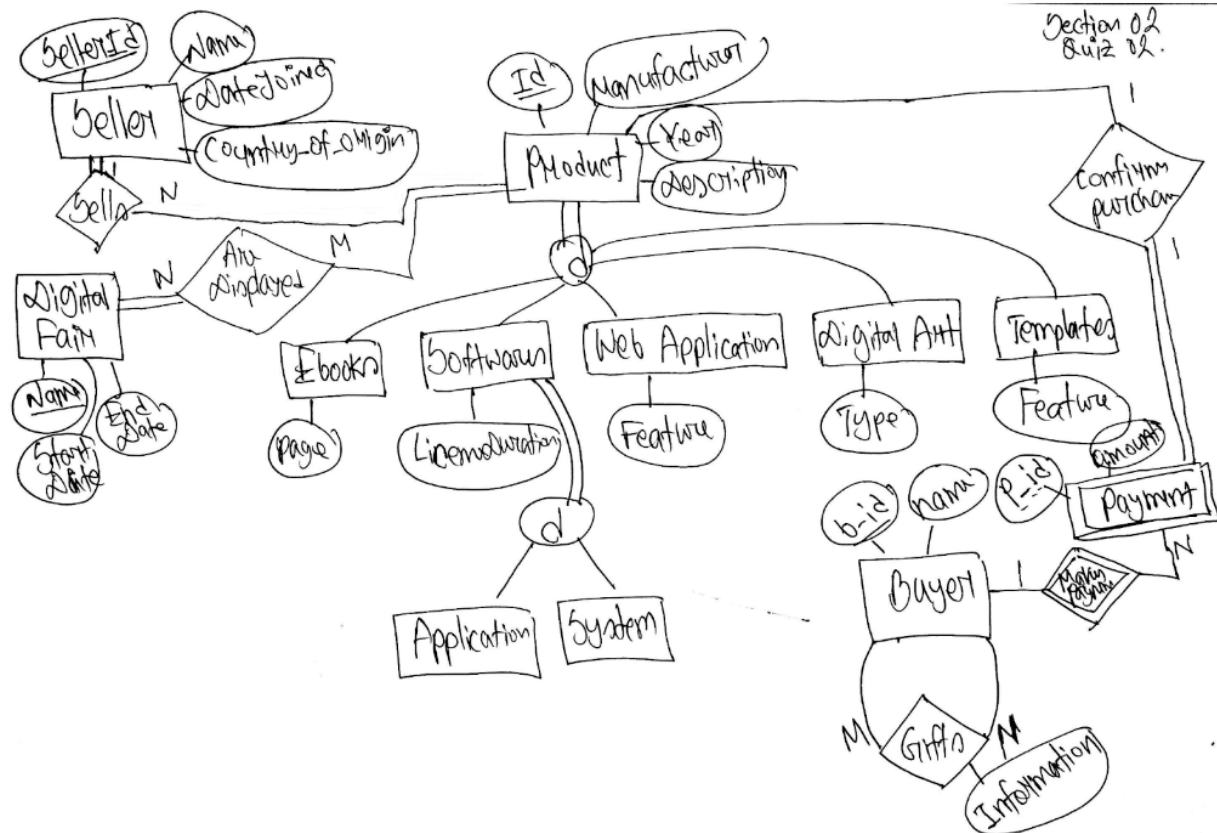 Section 02
Quiz 02.
SellerId
Name
DateJoined
Country_of_Origin
Seller
1
Sells
N
Id
Manufacturer
Year
Description
Product
1
Confirm
purchase
1
M
Are
Displayed
N
Digital
Fair
Name
Start
Date
End
Date
d
Ebooks
Page
Softwares
Web Application
Feature
Digital Art
Type
Templates
Feature
d
Application
System
amount
P_id
Payment
N
Makes
Payment
1
b_id
name
Buyer
M
Gifts
N
Information